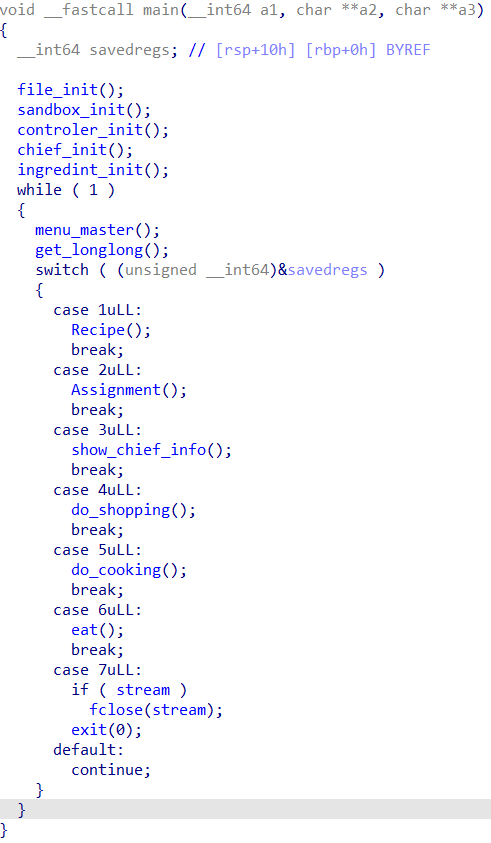 void __fastcall main(__int64 a1, char **a2, char **a3)
{
  __int64 savedregs; // [rsp+10h] [rbp+0h] BYREF

  file_init();
  sandbox_init();
  controler_init();
  chief_init();
  ingredint_init();
  while ( 1 )
  {
    menu_master();
    get_longlong();
    switch ( (unsigned __int64)&savedregs )
    {
      case 1uLL:
        Recipe();
        break;
      case 2uLL:
        Assignment();
        break;
      case 3uLL:
        show_chief_info();
        break;
      case 4uLL:
        do_shopping();
        break;
      case 5uLL:
        do_cooking();
        break;
      case 6uLL:
        eat();
        break;
      case 7uLL:
        if ( stream )
          fclose(stream);
        exit(0);
      default:
        continue;
    }
  }
}